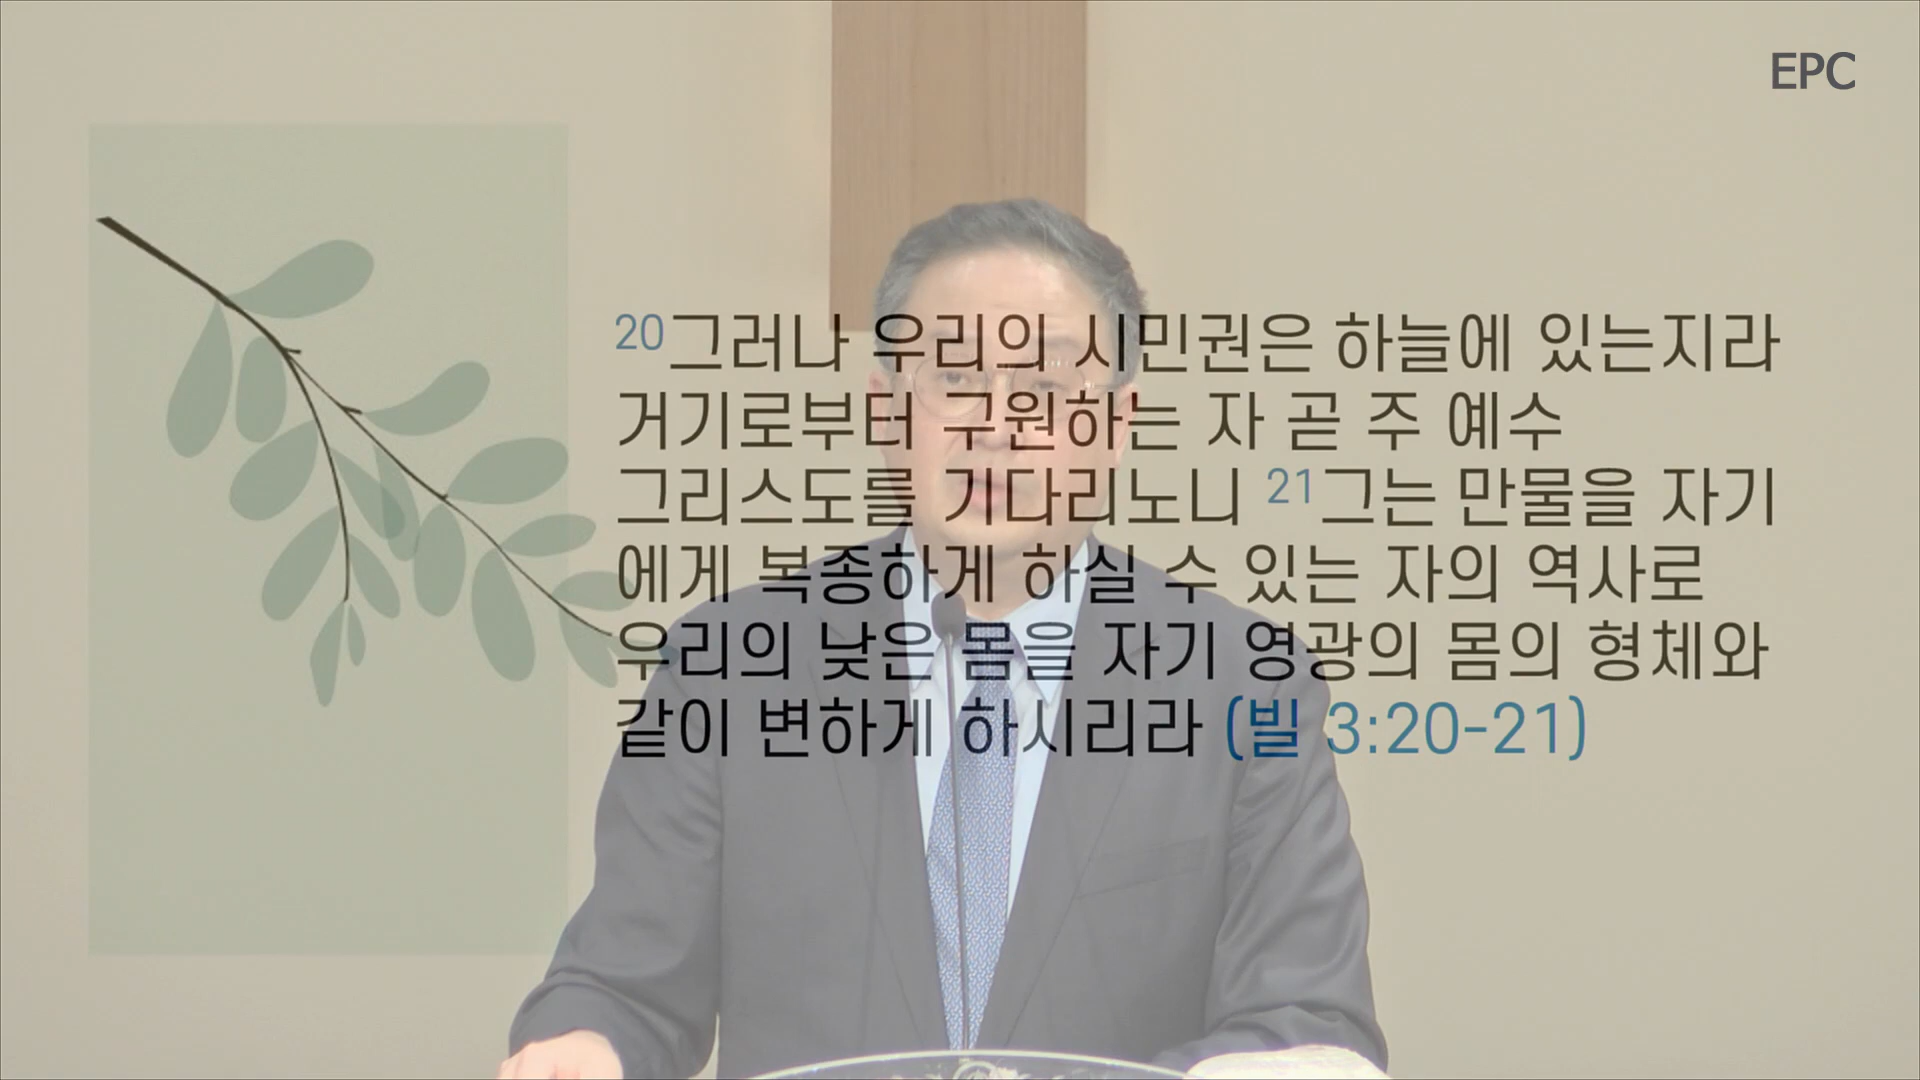 EPC
20그러나 우리의 시민권은 하늘에 있는지라
거기로부터 구원하는 자 곧 주 예수
그리스도를 기다리노니 21그는 만물을 자기
에게 복종하게 하실 수 있는 자의 역사로
우리의 낮은 몸을 자기 영광의 몸의 형체와
같이 변하게 하시리라 (빌 3:20-21)